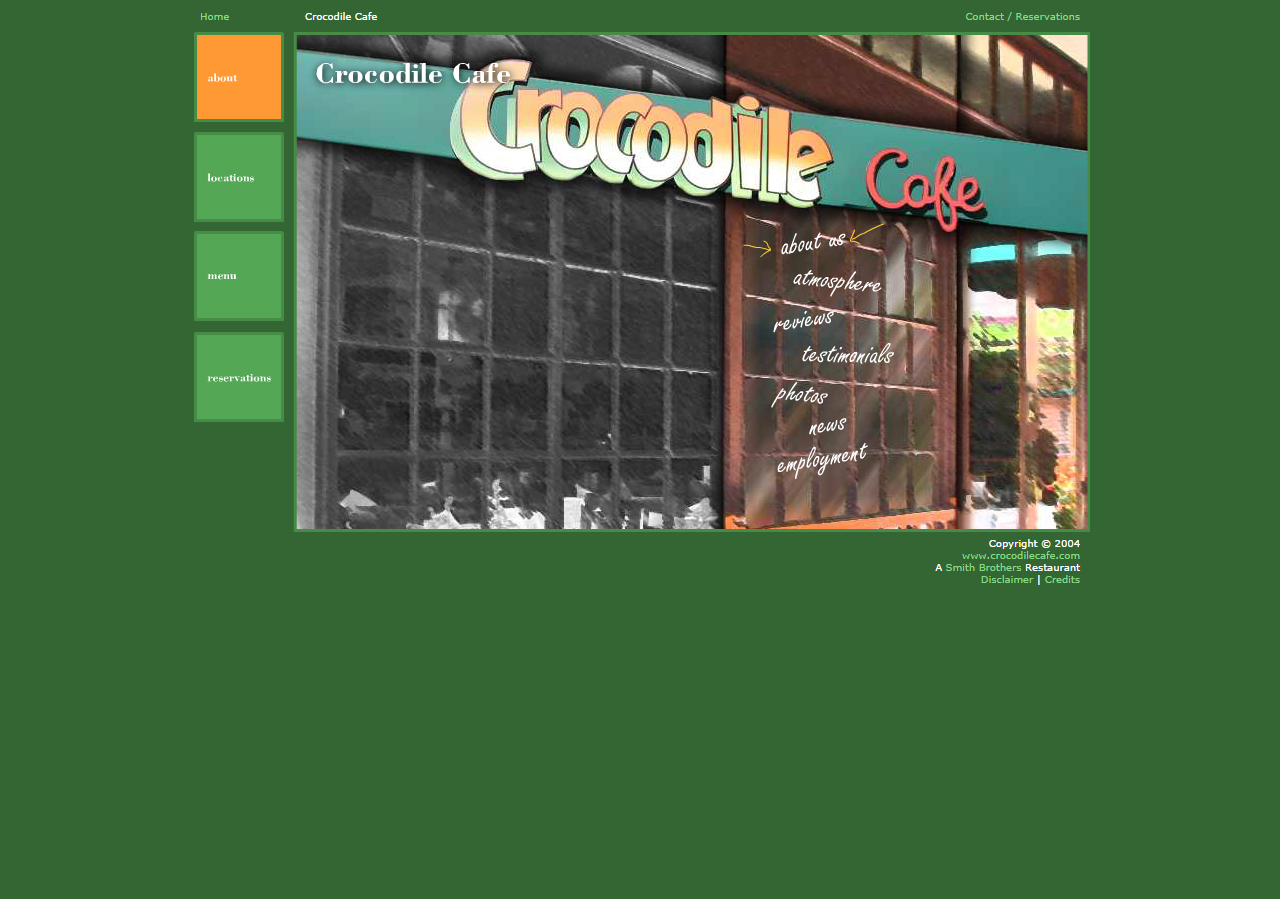 Home Crocodile Cafe Contact / Reservations
about
locations
menu
reservations
Crocodile Cafe
Crocodile Cafe
about us
atmosphere
reviews
testimonials
photos
news
employment
Copyright © 2004
www.crocodilecafe.com
A Smith Brothers Restaurant
Disclaimer | Credits